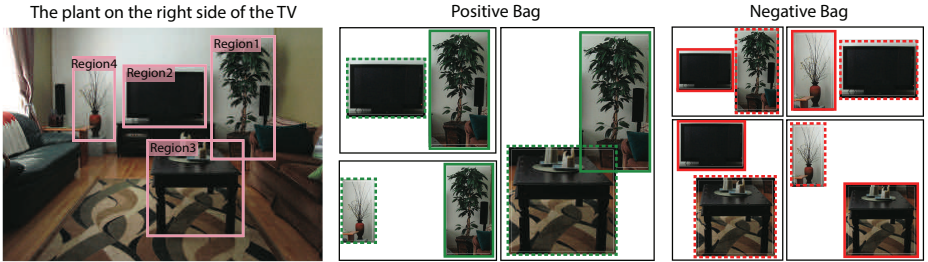 The plant on the right side of the TV
Positive Bag
Negative Bag
Region1
Region4
Region2
Region3